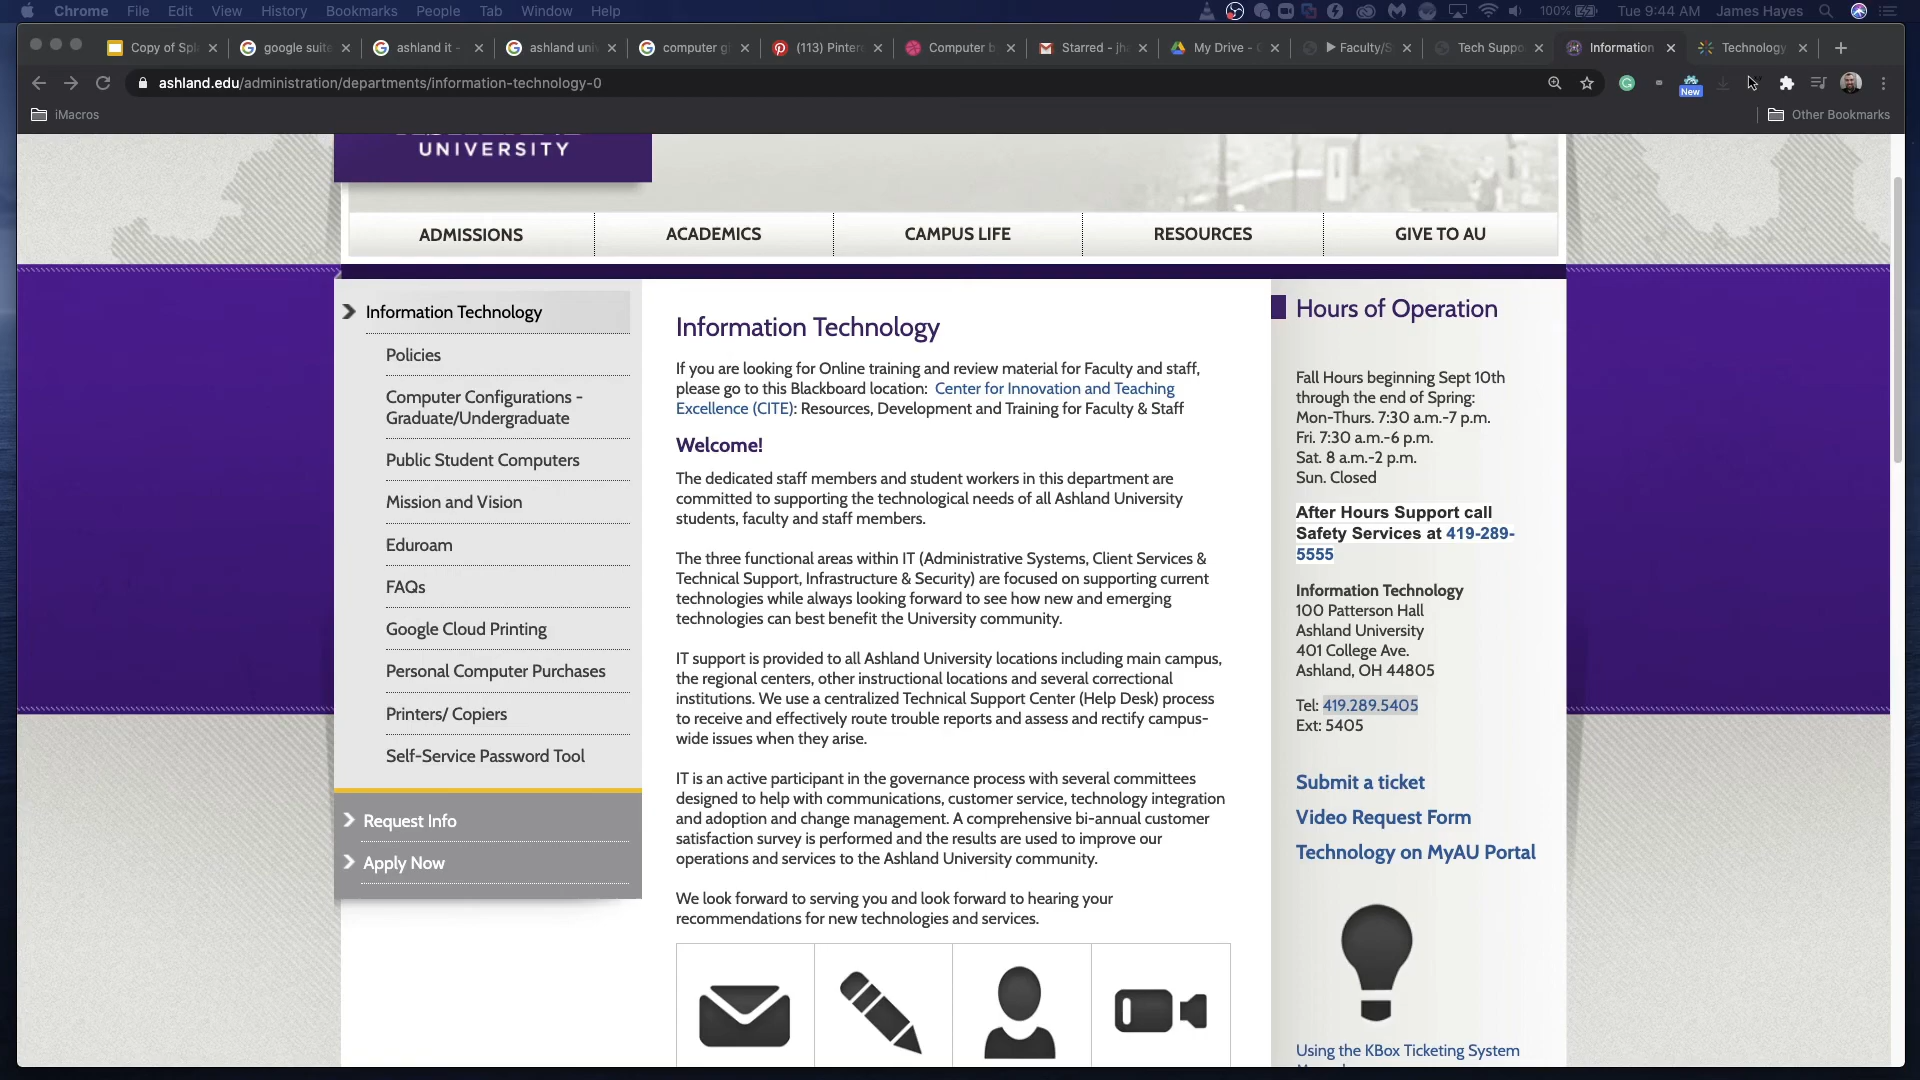 Chrome File Edit View History Bookmarks People Tab Window Help 100% Tue 9:44 AM James Hayes
Copy of Spl google suite ashland it - ashland uni computer g (113) Pinter Computer b Starred - jh My Drive - G Faculty/S Tech Suppo Information Technology
ashland.edu/administration/departments/information-technology-0
New
iMacros
Other Bookmarks
UNIVERSITY
ADMISSIONS ACADEMICS CAMPUS LIFE RESOURCES GIVE TO AU
Information Technology
Policies
Computer Configurations -
Graduate/Undergraduate
Public Student Computers
Mission and Vision
Eduroam
FAQs
Google Cloud Printing
Personal Computer Purchases
Printers/ Copiers
Self-Service Password Tool
Request Info
Apply Now
Information Technology
If you are looking for Online training and review material for Faculty and staff,
please go to this Blackboard location: Center for Innovation and Teaching
Excellence (CITE): Resources, Development and Training for Faculty & Staff
Welcome!
The dedicated staff members and student workers in this department are
committed to supporting the technological needs of all Ashland University
students, faculty and staff members.
The three functional areas within IT (Administrative Systems, Client Services &
Technical Support, Infrastructure & Security) are focused on supporting current
technologies while always looking forward to see how new and emerging
technologies can best benefit the University community.
IT support is provided to all Ashland University locations including main campus,
the regional centers, other instructional locations and several correctional
institutions. We use a centralized Technical Support Center (Help Desk) process
to receive and effectively route trouble reports and assess and rectify campus-
wide issues when they arise.
IT is an active participant in the governance process with several committees
designed to help with communications, customer service, technology integration
and adoption and change management. A comprehensive bi-annual customer
satisfaction survey is performed and the results are used to improve our
operations and services to the Ashland University community.
We look forward to serving you and look forward to hearing your
recommendations for new technologies and services.
Hours of Operation
Fall Hours beginning Sept 10th
through the end of Spring:
Mon-Thurs. 7:30 a.m.-7 p.m.
Fri. 7:30 a.m.-6 p.m.
Sat. 8 a.m.-2 p.m.
Sun. Closed
After Hours Support call
Safety Services at 419-289-
5555
Information Technology
100 Patterson Hall
Ashland University
401 College Ave.
Ashland, OH 44805
Tel: 419.289.5405
Ext: 5405
Submit a ticket
Video Request Form
Technology on MyAU Portal
Using the KBox Ticketing System